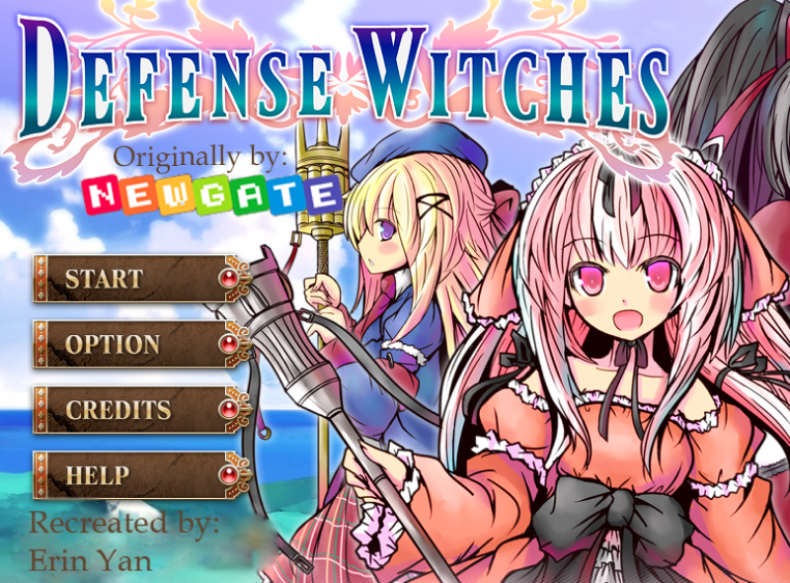 DEFENSE WITCHES
Originally by:
NEWGATE
START
OPTION
CREDITS
HELP
Recreated by:
Erin Yan